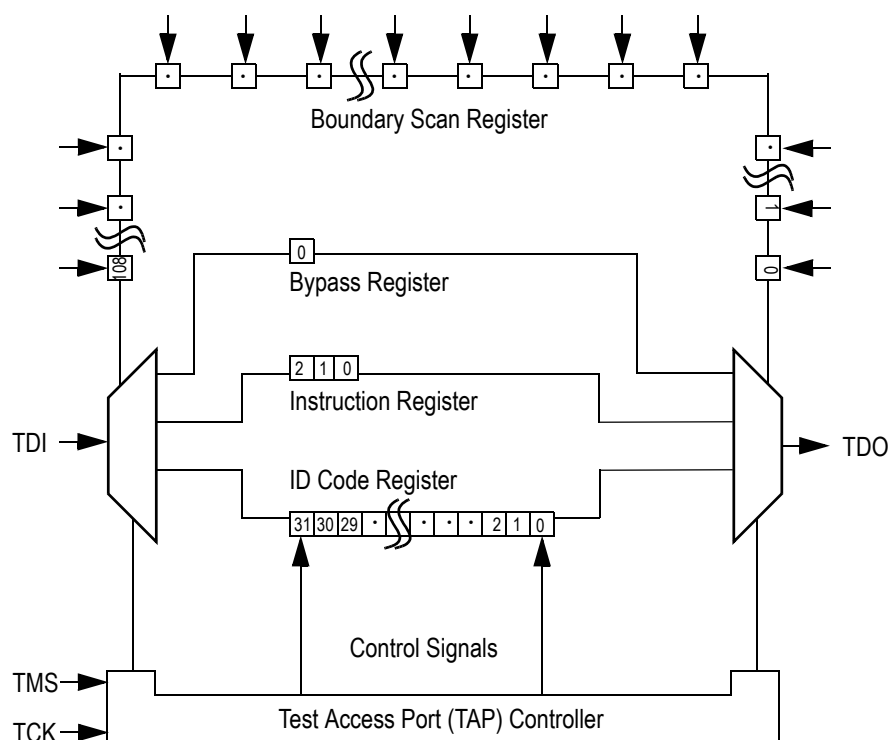 Boundary Scan Register
108
1
0
0
Bypass Register
2 1 0
Instruction Register
TDI
TDO
ID Code Register
31 30 29 · · · · 2 1 0
Control Signals
TMS
Test Access Port (TAP) Controller
TCK